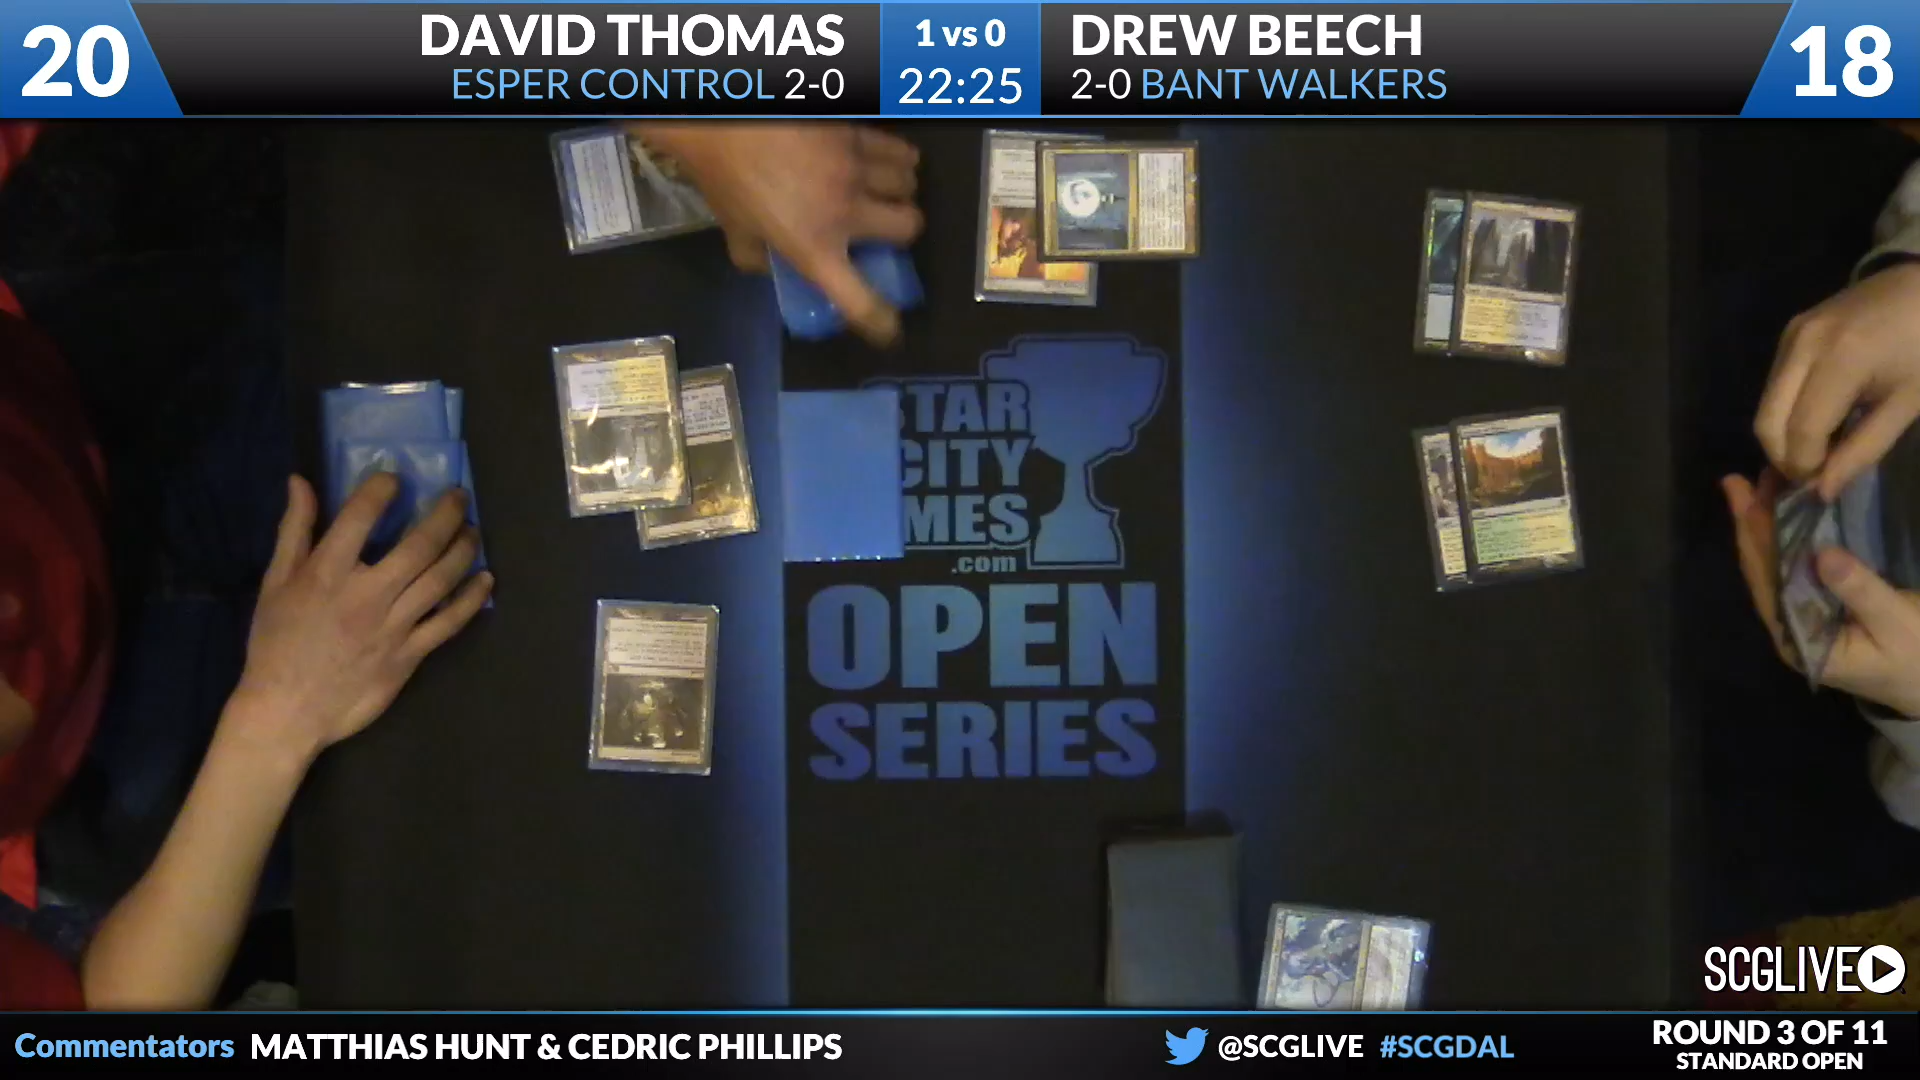 20
DAVID THOMAS
ESPER CONTROL 2-0
1 vs 0
22:25
DREW BEECH
2-0 BANT WALKERS
18
STAR
CITY
MES
.com
OPEN
SERIES
SCGLIVE
Commentators MATTHIAS HUNT & CEDRIC PHILLIPS
@SCGLIVE #SCGDAL
ROUND 3 OF 11
STANDARD OPEN